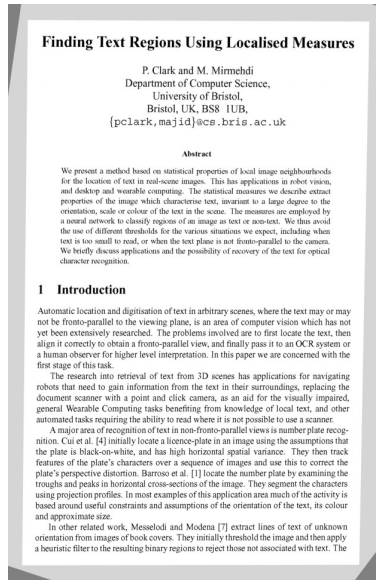 Finding Text Regions Using Localised Measures
P. Clark and M. Mirmehdi
Department of Computer Science,
University of Bristol,
Bristol, UK, BS8 1UB,
{pclark,majid}@cs.bris.ac.uk
Abstract
We present a method based on statistical properties of local image neighbourhoods
for the location of text in real-scene images. This has applications in robot vision,
and desktop and wearable computing. The statistical measures we describe extract
properties of the image which characterise text, invariant to a large degree to the
orientation, scale or colour of the text in the scene. The measures are employed by
a neural network to classify regions of an image as text or non-text. We thus avoid
the use of different thresholds for the various situations we expect, including when
text is too small to read, or when the text plane is not fronto-parallel to the camera.
We briefly discuss applications and the possibility of recovery of the text for optical
character recognition.
1 Introduction
Automatic location and digitisation of text in arbitrary scenes, where the text may or may
not be fronto-parallel to the viewing plane, is an area of computer vision which has not
yet been extensively researched. The problems involved are to first locate the text, then
align it correctly to obtain a fronto-parallel view, and finally pass it to an OCR system or
a human observer for higher level interpretation. In this paper we are concerned with the
first stage of this task.
The research into retrieval of text from 3D scenes has applications for navigating
robots that need to gain information from the text in their surroundings, replacing the
document scanner with a point and click camera, as an aid for the visually impaired,
general Wearable Computing tasks benefiting from knowledge of local text, and other
automated tasks requiring the ability to read where it is not possible to use a scanner.
A major area of recognition of text in non-fronto-parallel views is number plate recog-
nition. Cui et al. [4] initially locate a licence-plate in an image using the assumptions that
the plate is black-on-white, and has high horizontal spatial variance. They then track
features of the plate's characters over a sequence of images and use this to correct the
plate's perspective distortion. Barroso et al. [1] locate the number plate by examining the
troughs and peaks in horizontal cross-sections of the image. They segment the characters
using projection profiles. In most examples of this application area much of the activity is
based around useful constraints and assumptions of the orientation of the text, its colour
and approximate size.
In other related work, Messelodi and Modena [7] extract lines of text of unknown
orientation from images of book covers. They initially threshold the image and then apply
a heuristic filter to the resulting binary regions to reject those not associated with text. The